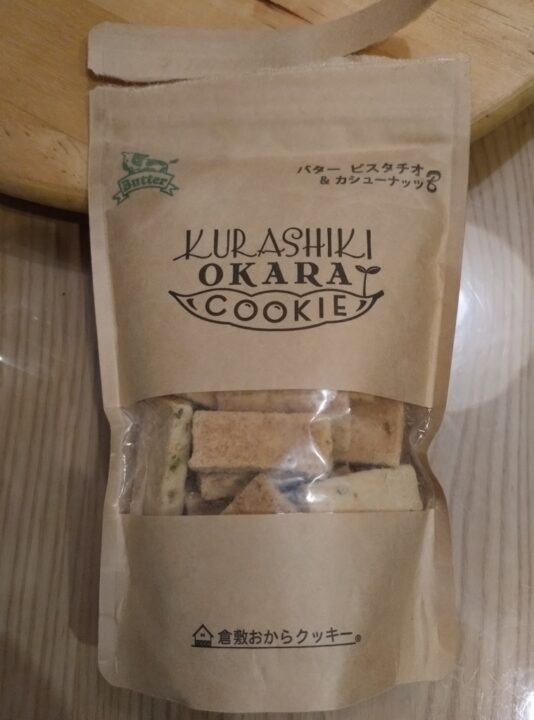 Butter
バター ピスタチオ
& カシューナッツ
KURASHIKI
OKARA
COOKIE
倉敷おからクッキー®